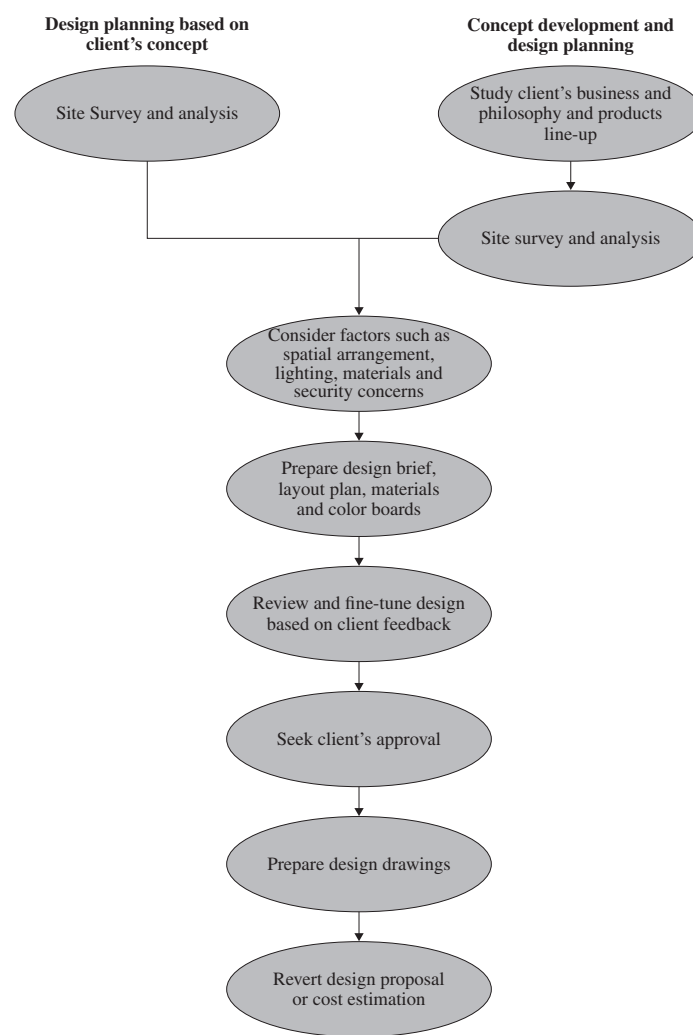 Design planning based on
client's concept
Concept development and
design planning
Site Survey and analysis
Study client's business and
philosophy and products
line-up
Site survey and analysis
Consider factors such as
spatial arrangement,
lighting, materials and
security concerns
Prepare design brief,
layout plan, materials
and color boards
Review and fine-tune design
based on client feedback
Seek client's approval
Prepare design drawings
Revert design proposal
or cost estimation